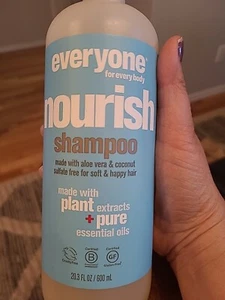 everyone
for every body
nourish
shampoo
made with aloe vera & coconut
sulfate free for soft & happy hair
made with
plant extracts
+ pure
essential oils
20.3 FL OZ / 600 mL